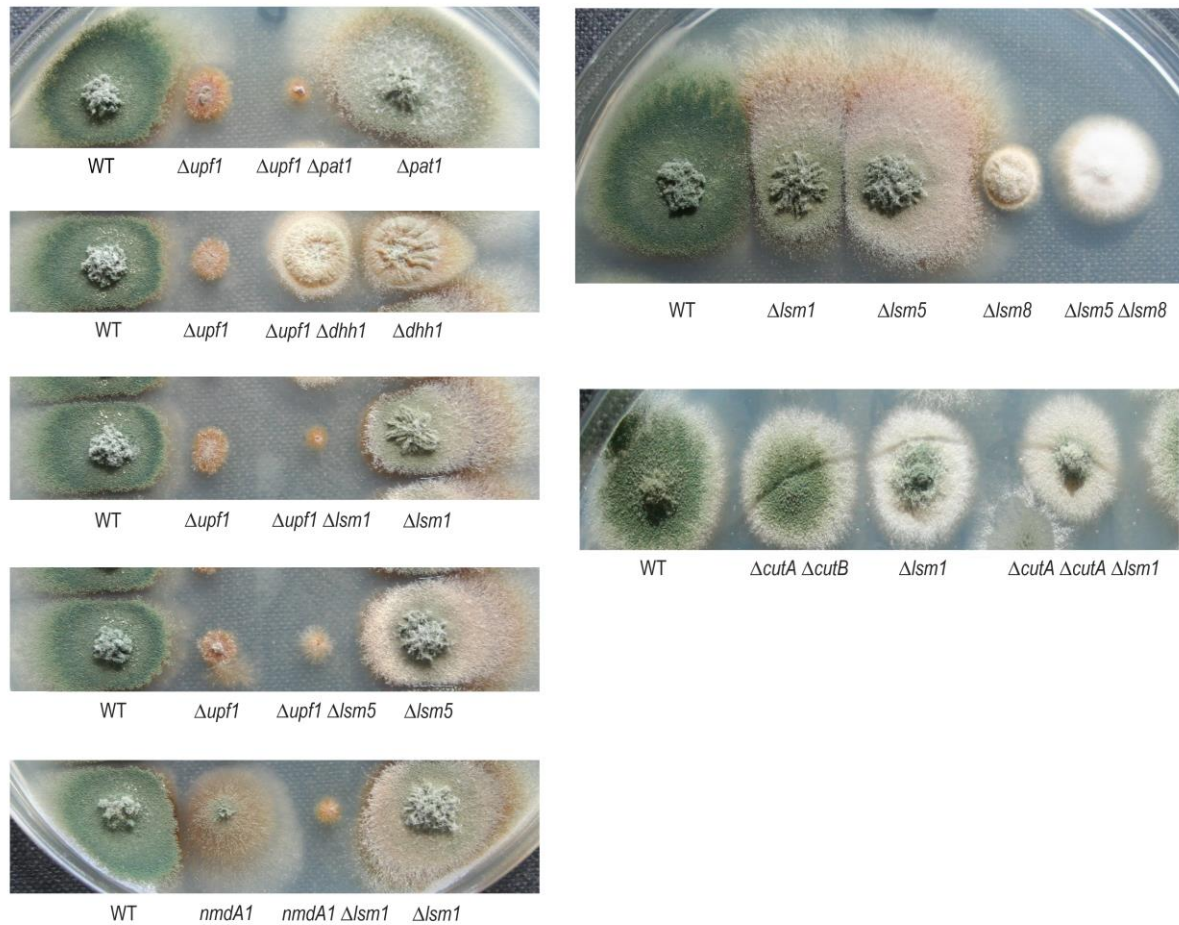 WT Δupf1 Δupf1 Δpat1 Δpat1
WT Δupf1 Δupf1 Δdhh1 Δdhh1
WT Δupf1 Δupf1 Δlsm1 Δlsm1
WT Δupf1 Δupf1 Δlsm5 Δlsm5
WT nmdA1 nmdA1 Δlsm1 Δlsm1
WT Δlsm1 Δlsm5 Δlsm8 Δlsm5 Δlsm8
WT ΔcutA ΔcutB Δlsm1 ΔcutA ΔcutA Δlsm1